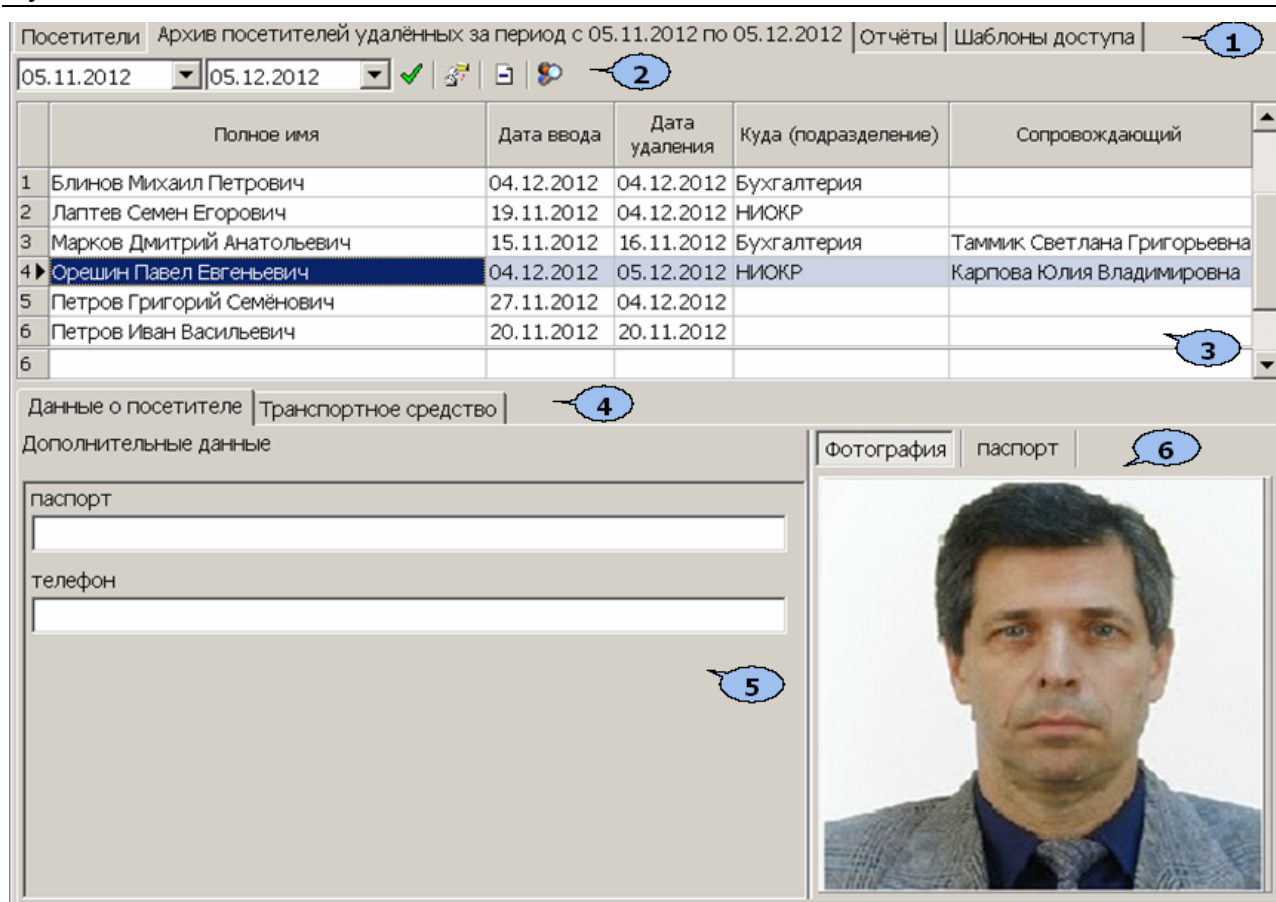 Посетители Архив посетителей удалённых за период с 05.11.2012 по 05.12.2012 Отчёты Шаблоны доступа 1
05.11.2012 05.12.2012 2
Полное имя Дата ввода Дата удаления Куда (подразделение) Сопровождающий
1 Блинов Михаил Петрович 04.12.2012 04.12.2012 Бухгалтерия
2 Лаптев Семен Егорович 19.11.2012 04.12.2012 НИОКР
3 Марков Дмитрий Анатольевич 15.11.2012 16.11.2012 Бухгалтерия Таммик Светлана Григорьевна
4 Орешин Павел Евгеньевич 04.12.2012 05.12.2012 НИОКР Карпова Юлия Владимировна
5 Петров Григорий Семёнович 27.11.2012 04.12.2012
6 Петров Иван Васильевич 20.11.2012 20.11.2012
3
6
Данные о посетителе Транспортное средство 4
Дополнительные данные
Фотография паспорт 6
паспорт
телефон
5